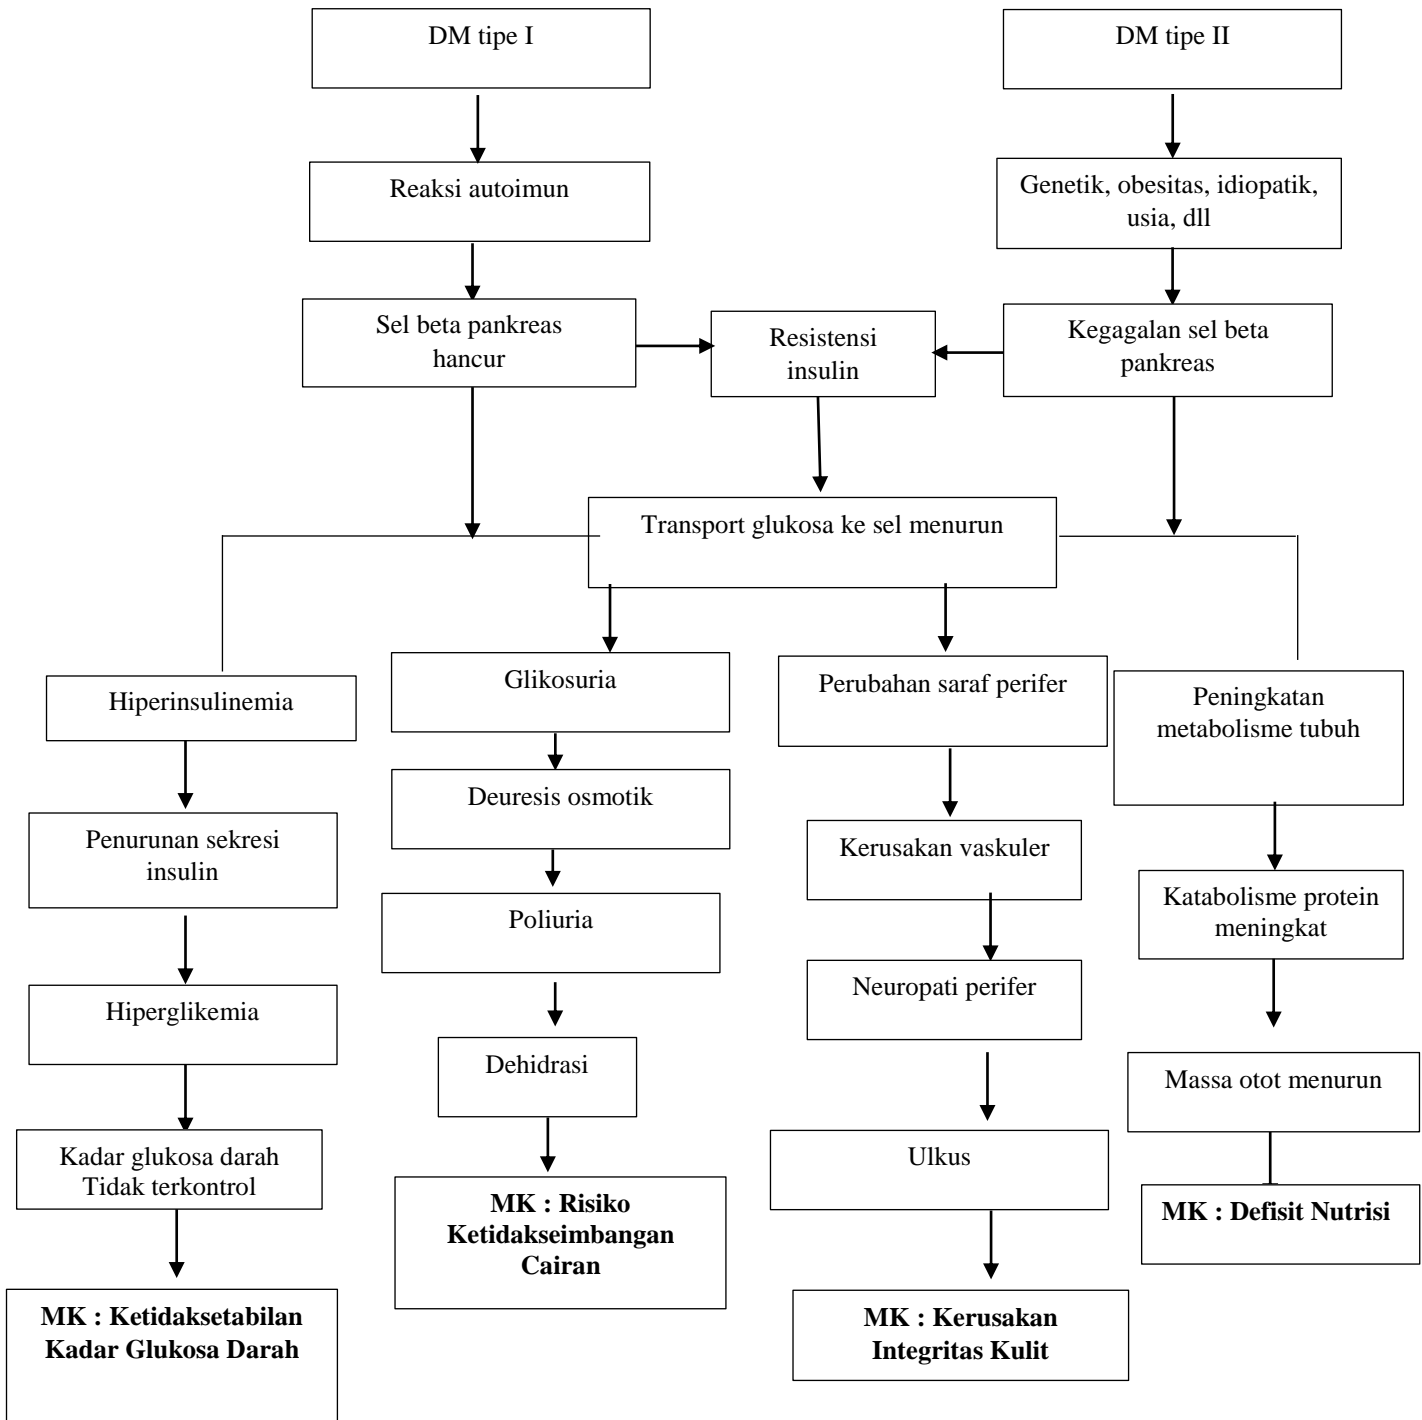 DM tipe I
DM tipe II
Reaksi autoimun
Genetik, obesitas, idiopatik,
usia, dll
Sel beta pankreas
hancur
Resistensi
insulin
Kegagalan sel beta
pankreas
Transport glukosa ke sel menurun
Hiperinsulinemia
Glikosuria
Perubahan saraf perifer
Peningkatan
metabolisme tubuh
Penurunan sekresi
insulin
Deuresis osmotik
Kerusakan vaskuler
Katabolisme protein
meningkat
Hiperglikemia
Poliuria
Neuropati perifer
Massa otot menurun
Kadar glukosa darah
Tidak terkontrol
Dehidrasi
Ulkus
MK : Defisit Nutrisi
MK : Ketidaksetabilan
Kadar Glukosa Darah
MK : Risiko
Ketidakseimbangan
Cairan
MK : Kerusakan
Integritas Kulit